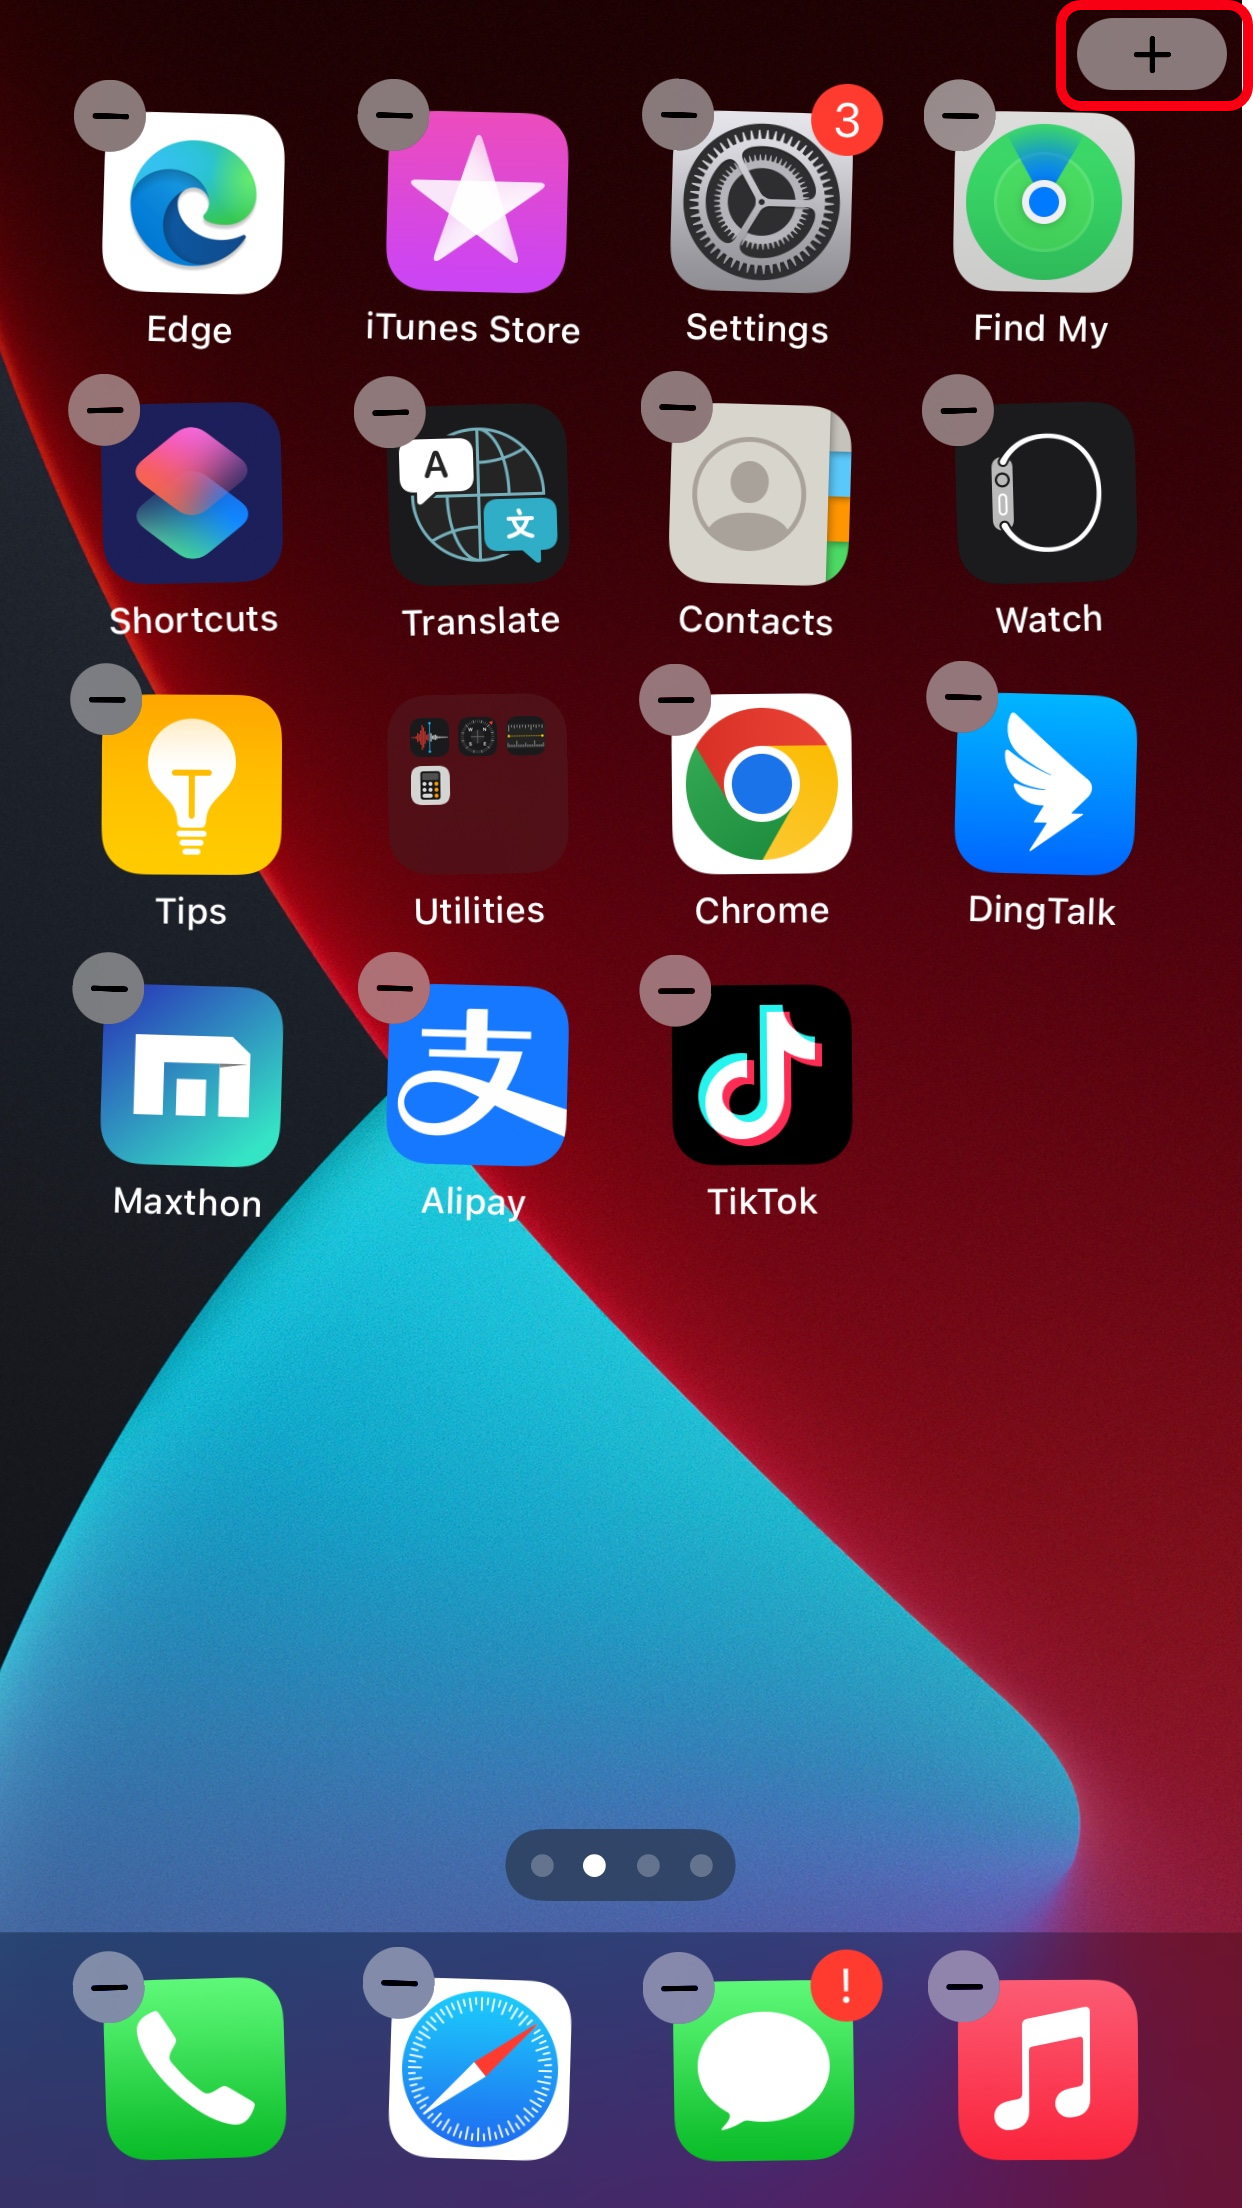 +
3
Edge
iTunes Store
Settings
Find My
A
文
Shortcuts
Translate
Contacts
Watch
Tips
Utilities
Chrome
DingTalk
支
Maxthon
Alipay
TikTok
!